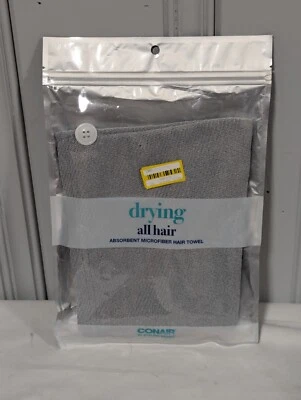 drying
all hair
ABSORBENT MICROFIBER HAIR TOWEL
CONAIR